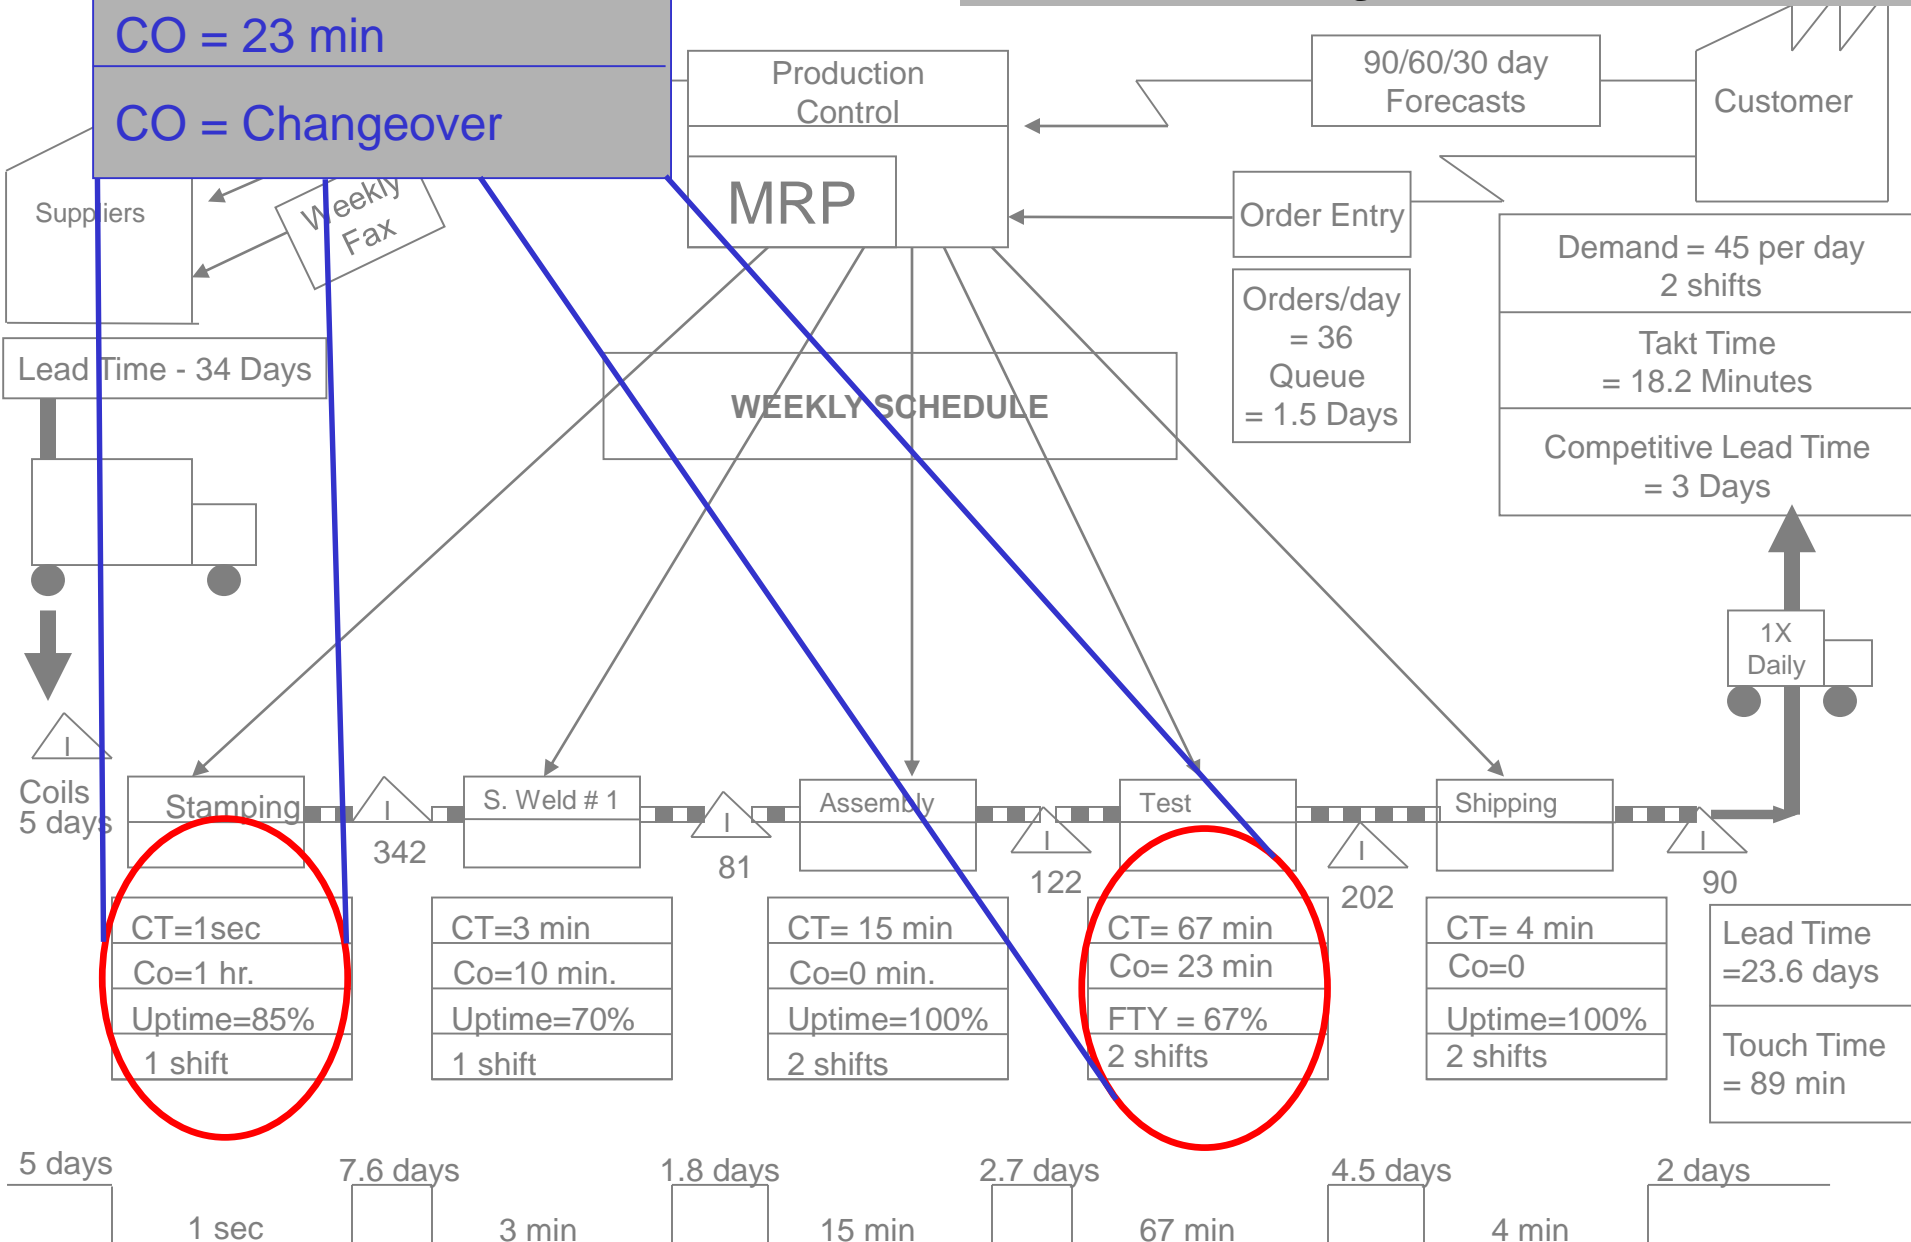 CO = 23 min
CO = Changeover
Production
Control
MRP
90/60/30 day
Forecasts
Customer
Suppliers
Weekly
Fax
Order Entry
Orders/day
= 36
Queue
= 1.5 Days
Demand = 45 per day
2 shifts
Takt Time
= 18.2 Minutes
Competitive Lead Time
= 3 Days
Lead Time - 34 Days
WEEKLY SCHEDULE
1X
Daily
I
Coils
5 days
Stamping
I
342
S. Weld # 1
I
81
Assembly
I
122
Test
I
202
Shipping
I
90
CT=1sec
Co=1 hr.
Uptime=85%
1 shift
CT=3 min
Co=10 min.
Uptime=70%
1 shift
CT= 15 min
Co=0 min.
Uptime=100%
2 shifts
CT= 67 min
Co= 23 min
FTY = 67%
2 shifts
CT= 4 min
Co=0
Uptime=100%
2 shifts
Lead Time
=23.6 days
Touch Time
= 89 min
5 days
7.6 days
1.8 days
2.7 days
4.5 days
2 days
1 sec
3 min
15 min
67 min
4 min